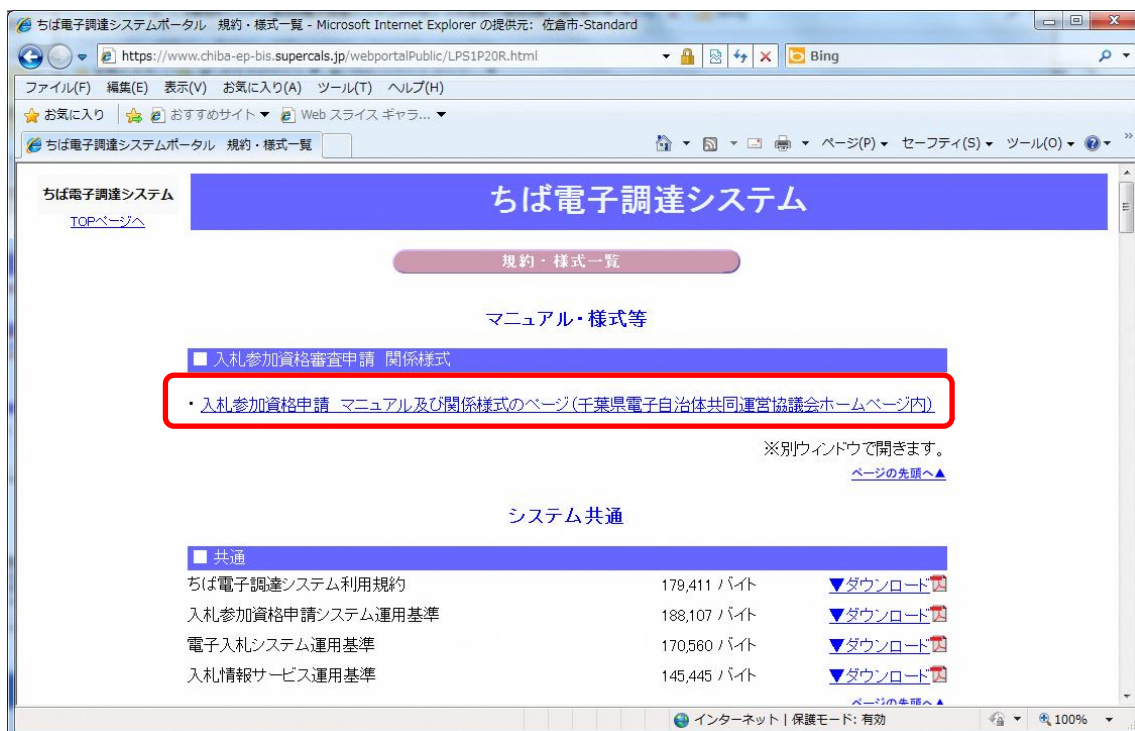 ちば電子調達システムポータル 規約・様式一覧 - Microsoft Internet Explorer の提供元: 佐倉市-Standard
https://www.chiba-ep-bis.supercals.jp/webportalPublic/LPS1P20R.html
Bing
ファイル(F) 編集(E) 表示(V) お気に入り(A) ツール(T) ヘルプ(H)
お気に入り おすすめサイト ▼ Web スライス ギャラ... ▼
ちば電子調達システムポータル 規約・様式一覧 ページ(P) ▼ セーフティ(S) ▼ ツール(O) ▼ »
ちば電子調達システム
TOPページへ
ちば電子調達システム
規約・様式一覧
マニュアル・様式等
■ 入札参加資格審査申請 関係様式
・入札参加資格申請 マニュアル及び関係様式のページ(千葉県電子自治体共同運営協議会ホームページ内)
※別ウィンドウで開きます。
ページの先頭へ▲
システム共通
■ 共通
ちば電子調達システム利用規約 179,411 バイト ▼ダウンロード
入札参加資格申請システム運用基準 188,107 バイト ▼ダウンロード
電子入札システム運用基準 170,560 バイト ▼ダウンロード
入札情報サービス運用基準 145,445 バイト ▼ダウンロード
ページの先頭へ▲
インターネット | 保護モード: 有効 100%